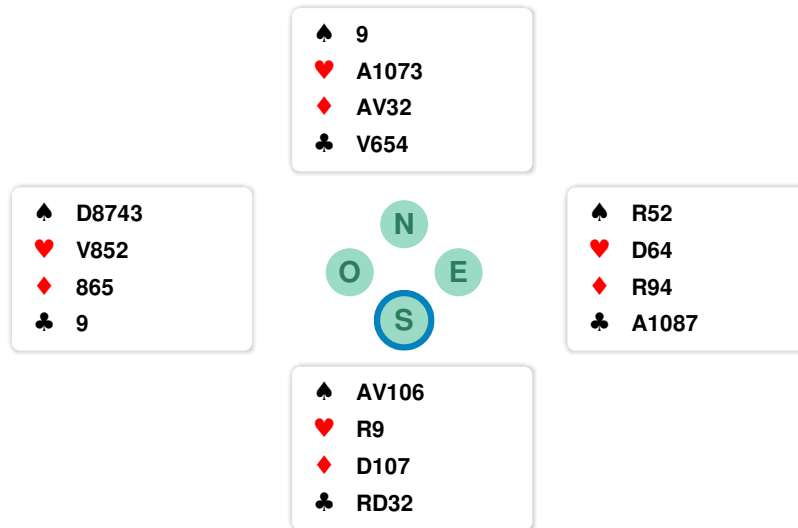 ♠ 9
♥ A1073
♦ AV32
♣ V654
♠ D8743
♥ V852
♦ 865
♣ 9
N
O E
S
♠ R52
♥ D64
♦ R94
♣ A1087
♠ AV106
♥ R9
♦ D107
♣ RD32